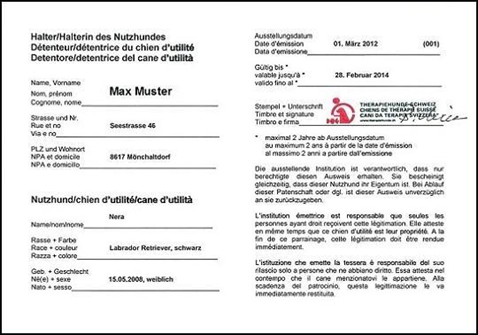 Halter/Halterin des Nutzhundes
Détenteur/détentrice du chien d'utilité
Detentore/detentrice del cane d'utilità
Name, Vorname
Nom, prénom
Cognome, nome
Max Muster
Strasse und Nr.
Rue et no
Via e no
Seestrasse 46
PLZ und Wohnort
NPA et domicile
NPA e domicilio
8617 Mönchaltdorf
Nutzhund/chien d'utilité/cane d'utilità
Name/nom/nome
Nera
Rasse + Farbe
Race + couleur
Razza + colore
Labrador Retriever, schwarz
Geb. + Geschlecht
Né(e) + sexe
Nato + sesso
15.05.2008, weiblich
Ausstellungsdatum
Date d'émission
Data d'emissione
01. März 2012 (001)
Gültig bis *
valable jusqu'à *
valido fino al *
28. Februar 2014
Stempel + Unterschrift
Timbre et signature
Timbro e firma
THERAPIEHUNDE SCHWEIZ
CHIENS DE THERAPIE SUISSE
CANI DA TERAPIA SVIZZERA
* maximal 2 Jahre ab Ausstellungsdatum
au maximum 2 ans à partir de la date d'émission
al massimo 2 anni a partire dall'emissione
Die ausstellende Institution ist verantwortlich, dass nur
berechtigte diesen Ausweis erhalten. Sie bescheinigt
gleichzeitig, dass dieser Nutzhund ihr Eigentum ist. Bei Ablauf
dieser Patenschaft oder dgl. ist dieser Ausweis unverzüglich
an sie zurückzugeben.
L'institution émettrice est responsable que seules les
personnes ayant droit reçoivent cette légitimation. Elle atteste
en même temps que ce chien d'utilité est leur propriété. A la
fin de ce parrainage, cette légitimation doit être rendue
immédiatement.
L'istituzione che emette la tessera è responsabile del suo
rilascio solo a persone che ne abbiano diritto. Essa attesta nel
contempo che il cane menzionatovi le appartiene. Alla
scadenza del patrocinio, questa legittimazione le va
immediatamente restituita.